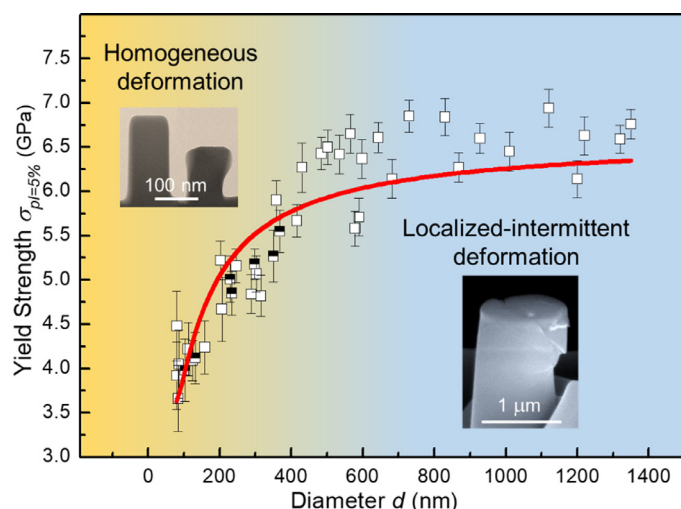 Homogeneous
deformation
100 nm
Localized-intermittent
deformation
1 μm
Yield Strength σpl=5% (GPa)
7.5
7.0
6.5
6.0
5.5
5.0
4.5
4.0
3.5
3.0
0 200 400 600 800 1000 1200 1400
Diameter d (nm)